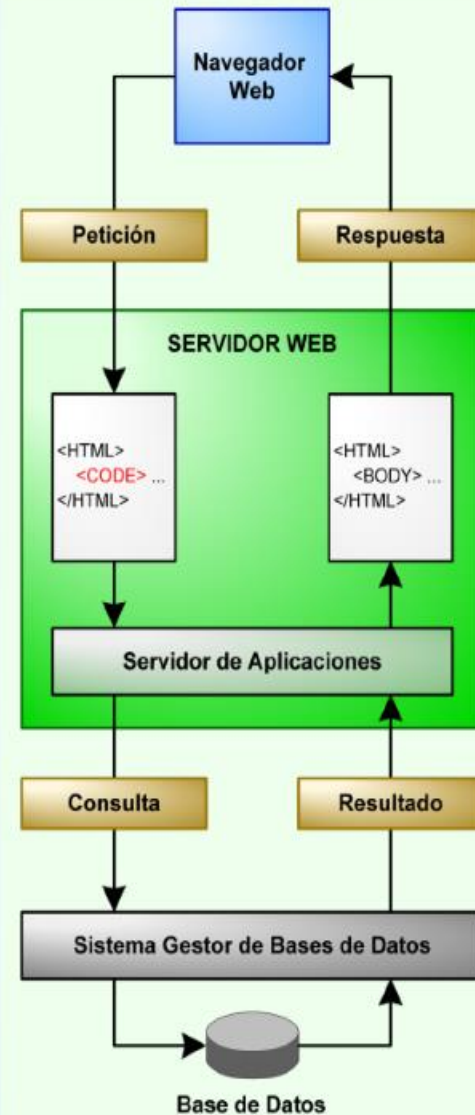 Navegador
Web
Petición
Respuesta
SERVIDOR WEB
<HTML>
<CODE> ...
</HTML>
<HTML>
<BODY> ...
</HTML>
Servidor de Aplicaciones
Consulta
Resultado
Sistema Gestor de Bases de Datos
Base de Datos